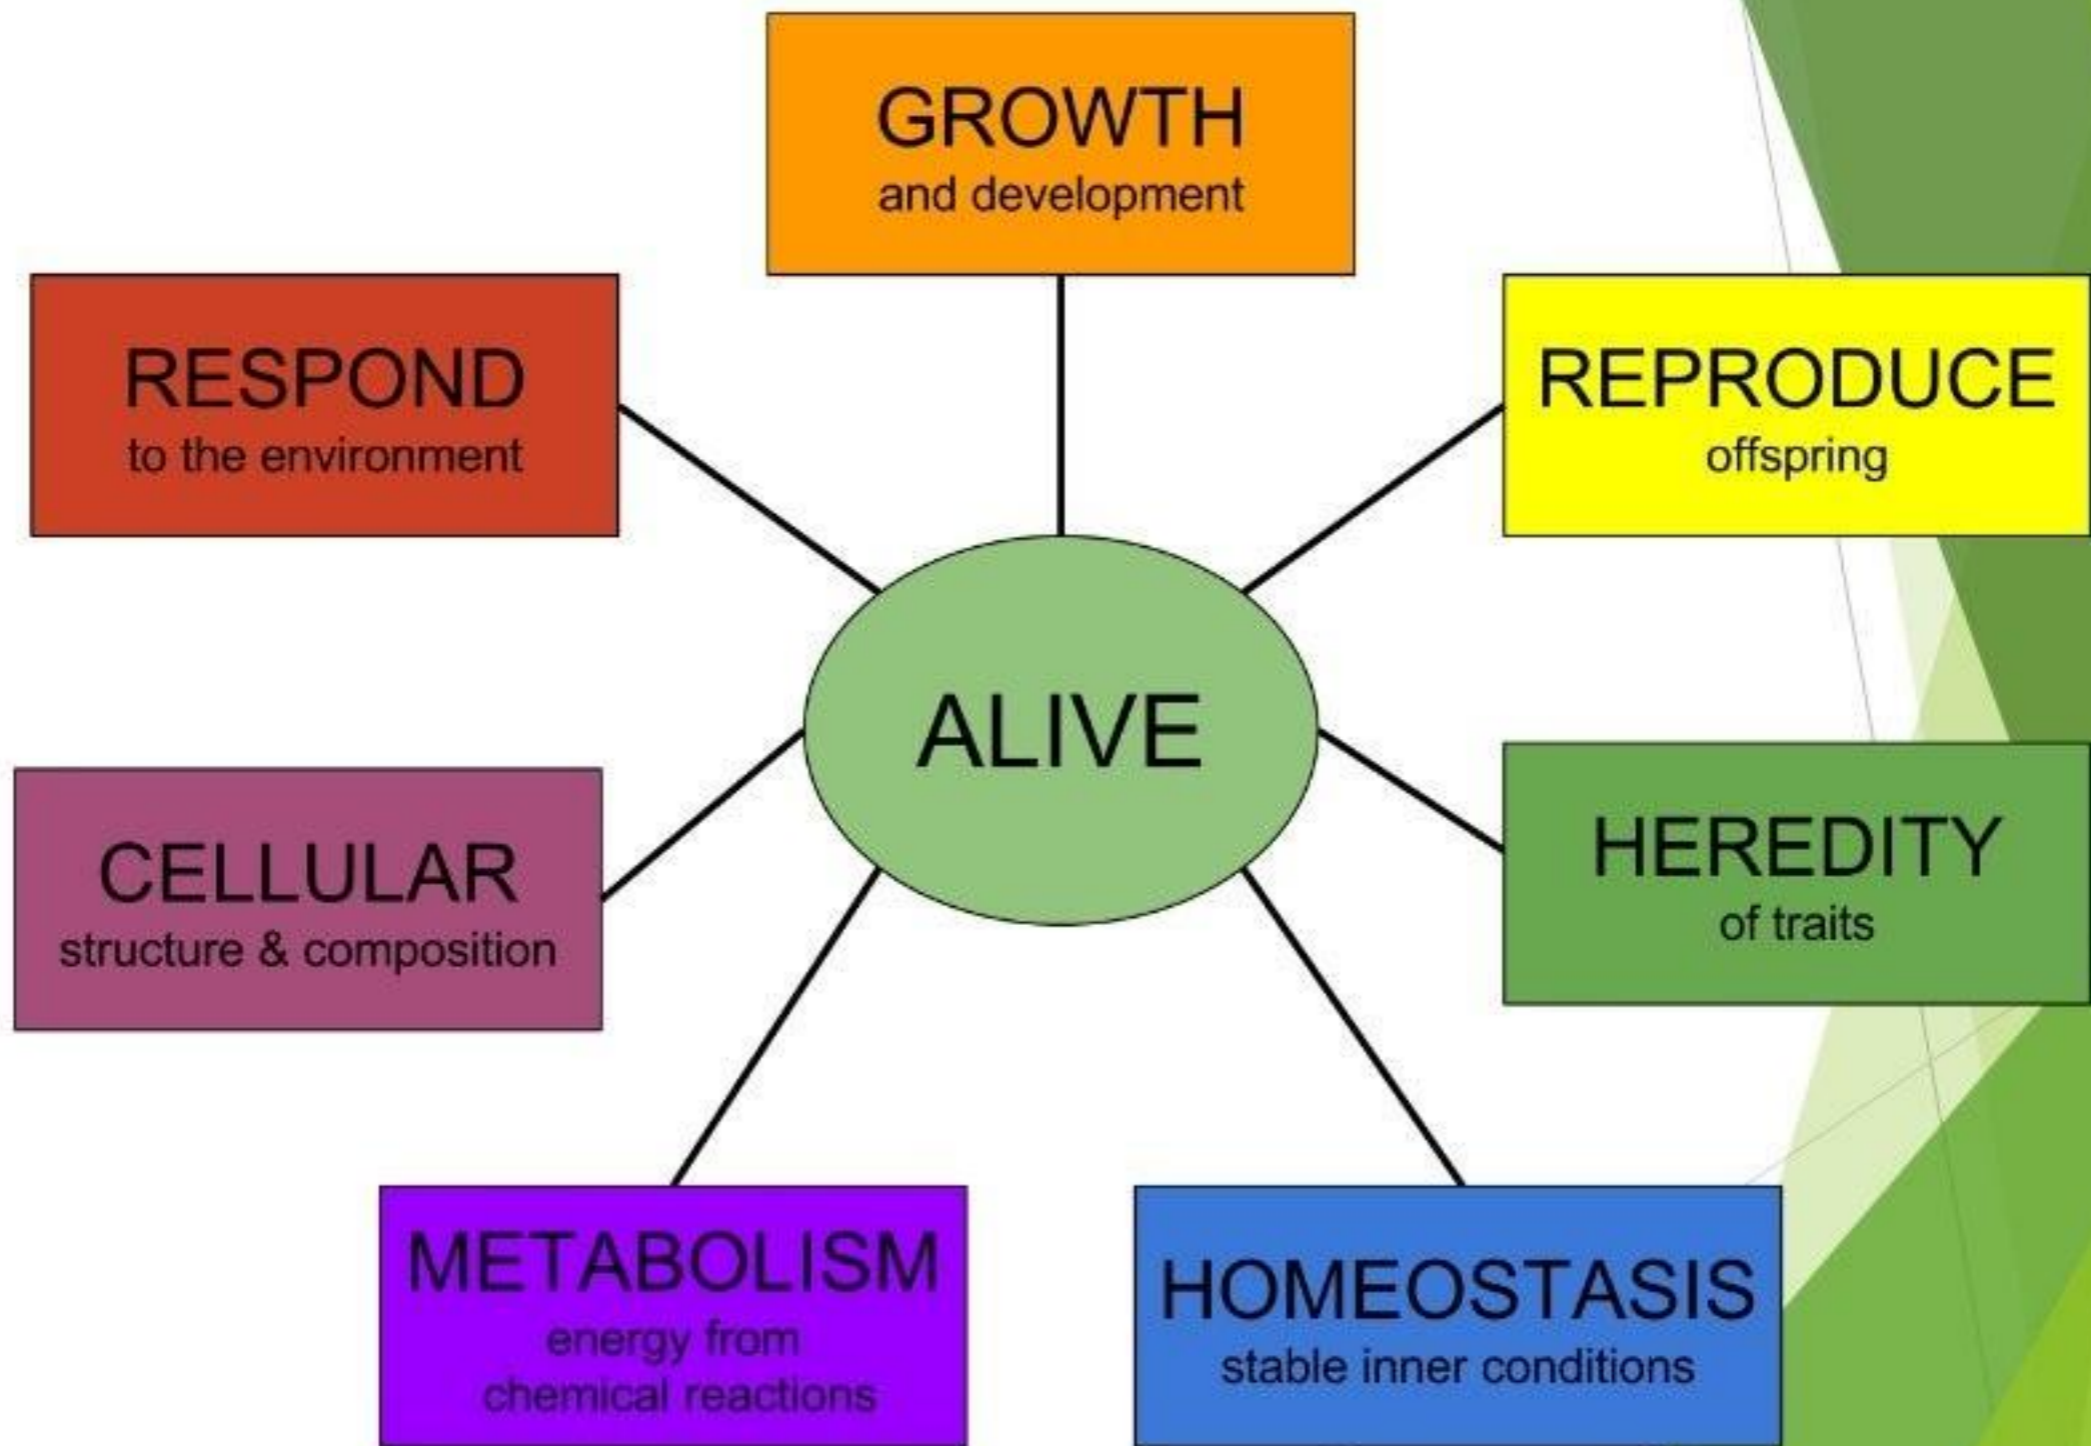 GROWTH
and development
RESPOND
to the environment
REPRODUCE
offspring
ALIVE
CELLULAR
structure & composition
HEREDITY
of traits
METABOLISM
energy from
chemical reactions
HOMEOSTASIS
stable inner conditions